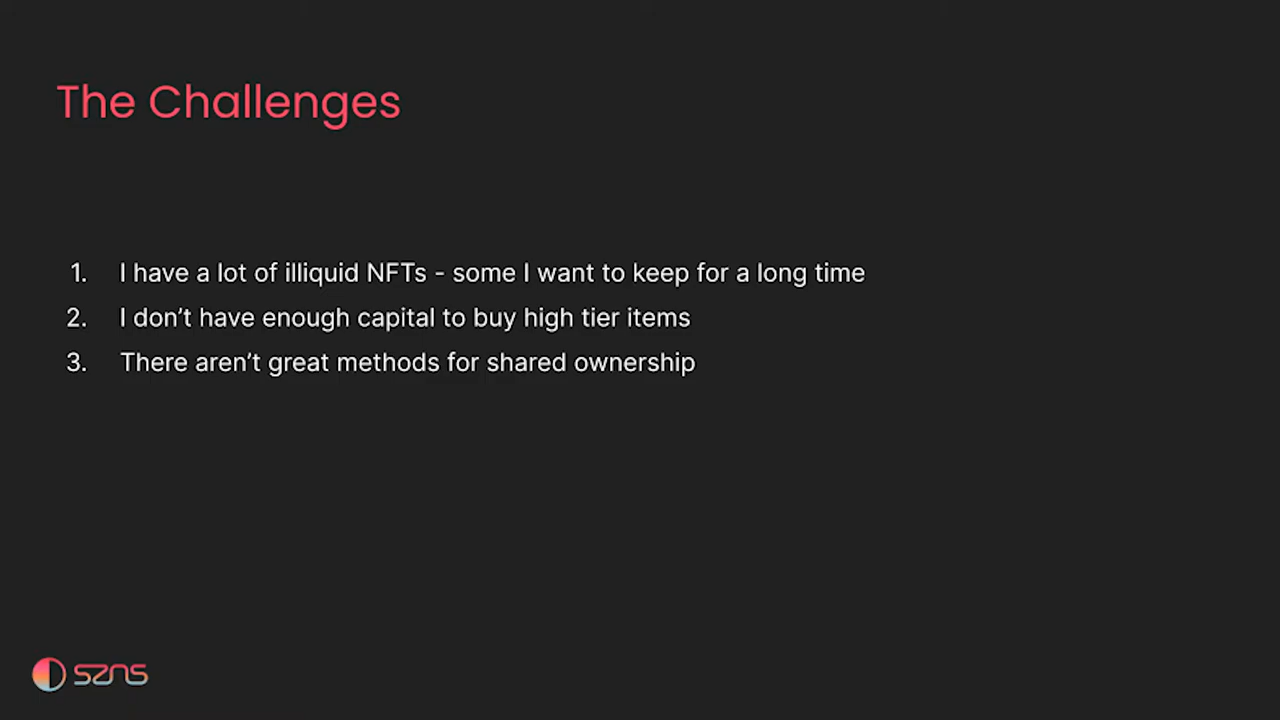 The Challenges
1. I have a lot of illiquid NFTs - some I want to keep for a long time
2. I don’t have enough capital to buy high tier items
3. There aren’t great methods for shared ownership
SZNS